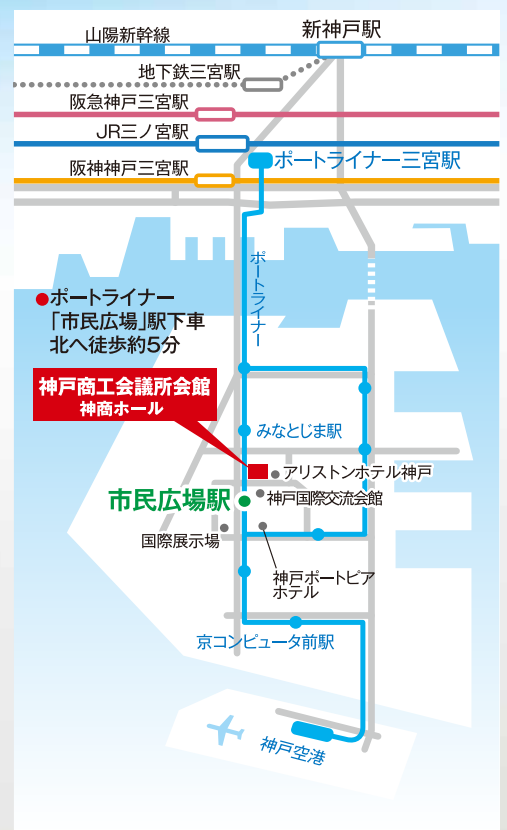 新神戸駅
山陽新幹線
地下鉄三宮駅
阪急神戸三宮駅
JR三ノ宮駅
ポートライナー三宮駅
阪神神戸三宮駅
ポートライナー
●ポートライナー
「市民広場」駅下車
北へ徒歩約5分
神戸商工会議所会館
神商ホール
みなとじま駅
アリストンホテル神戸
市民広場駅
神戸国際交流会館
国際展示場
神戸ポートピア
ホテル
京コンピュータ前駅
神戸空港